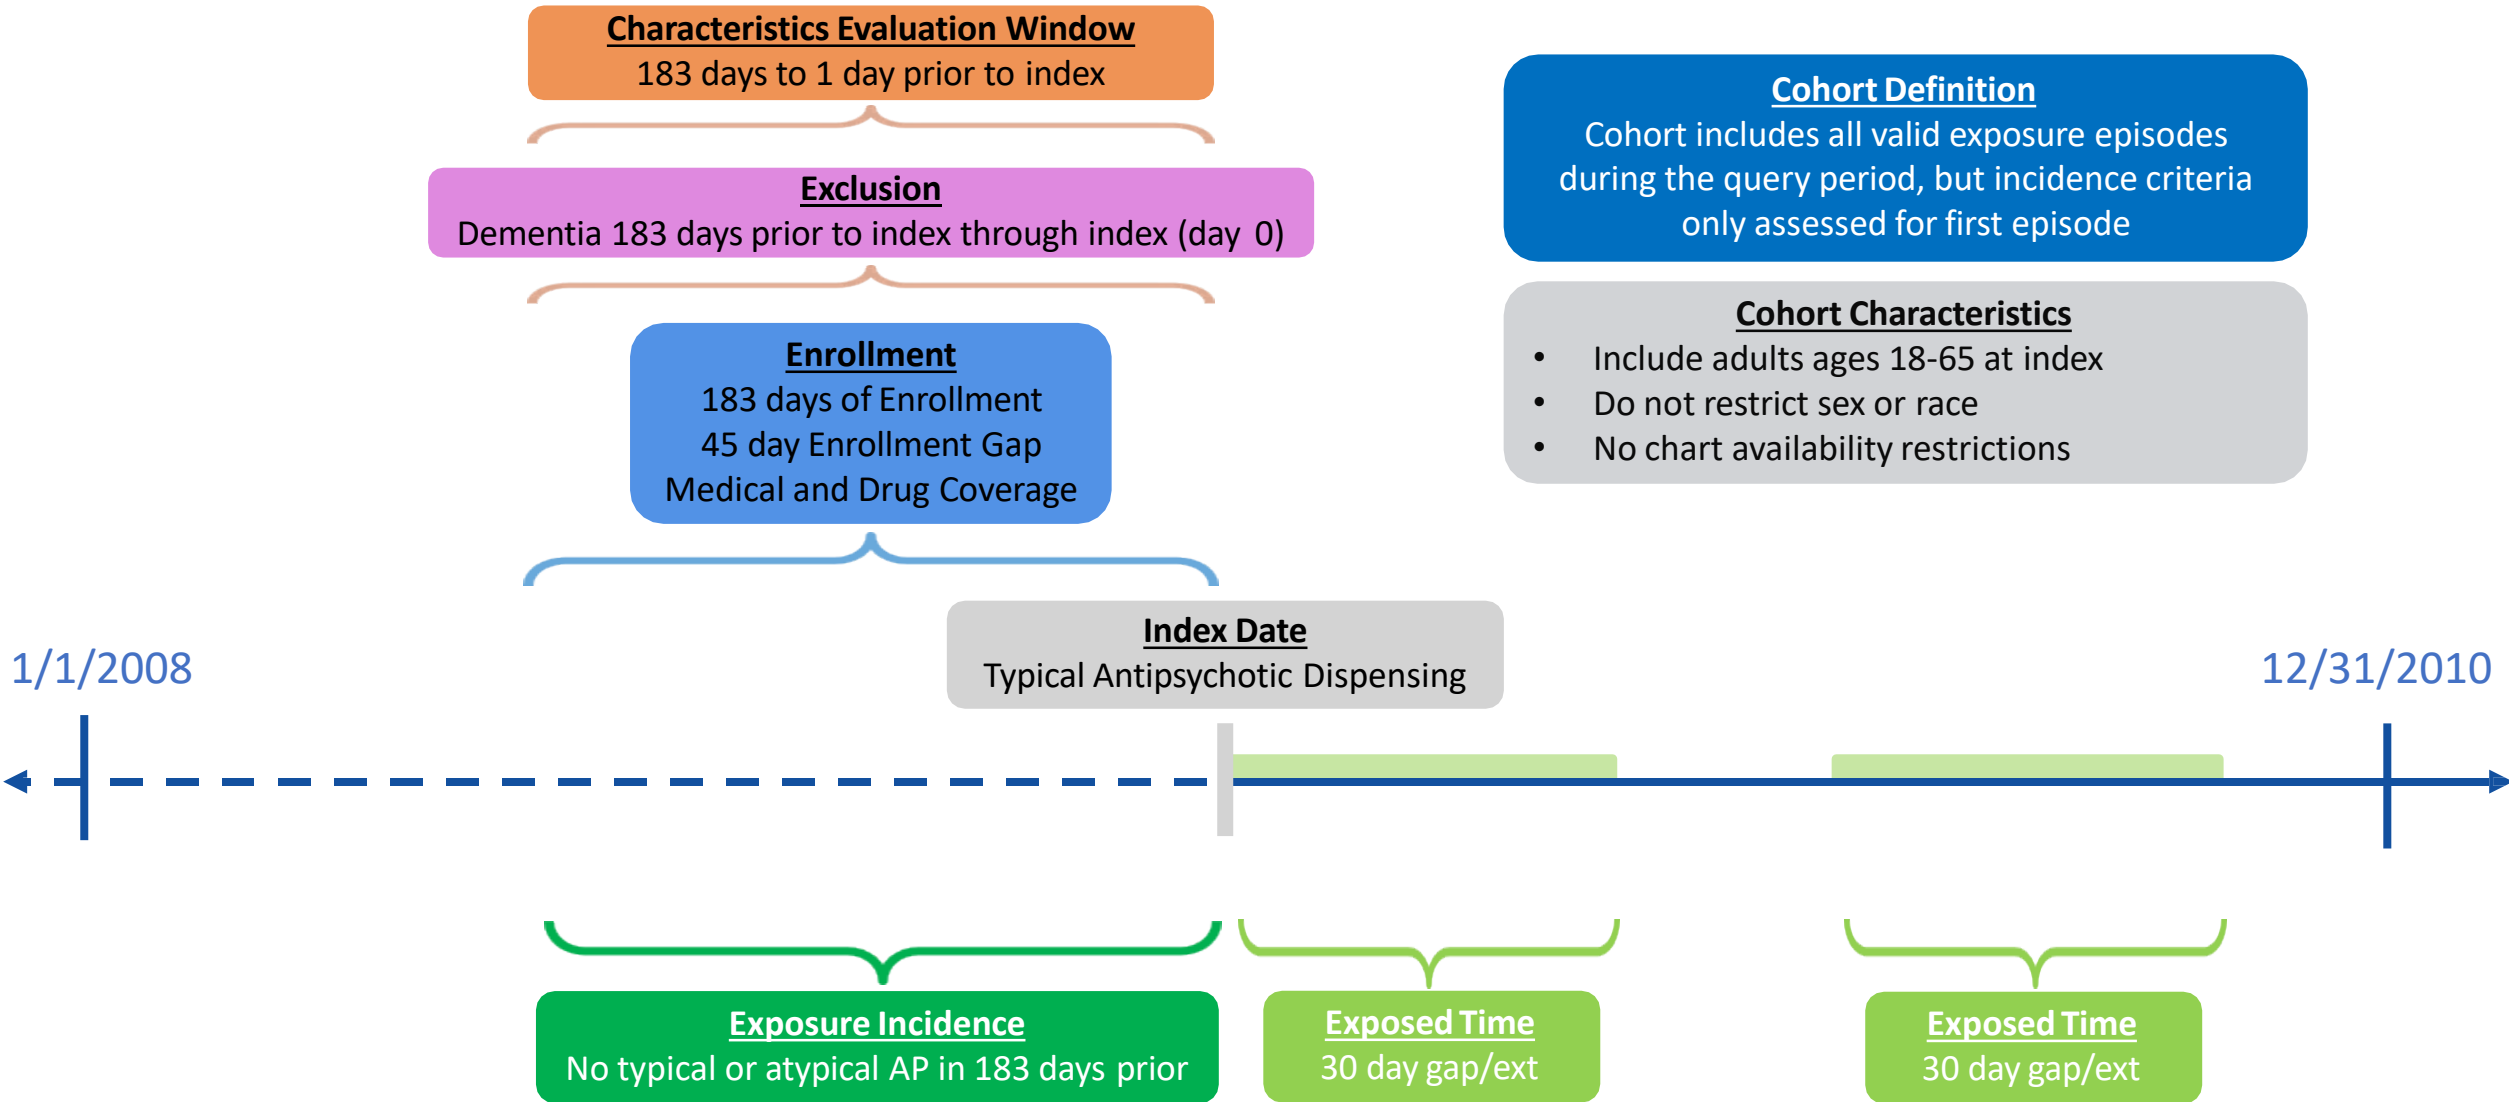 Characteristics Evaluation Window
183 days to 1 day prior to index
Exclusion
Dementia 183 days prior to index through index (day 0)
Enrollment
183 days of Enrollment
45 day Enrollment Gap
Medical and Drug Coverage
Cohort Definition
Cohort includes all valid exposure episodes
during the query period, but incidence criteria
only assessed for first episode
Cohort Characteristics
• Include adults ages 18-65 at index
• Do not restrict sex or race
• No chart availability restrictions
Index Date
Typical Antipsychotic Dispensing
1/1/2008
12/31/2010
Exposure Incidence
No typical or atypical AP in 183 days prior
Exposed Time
30 day gap/ext
Exposed Time
30 day gap/ext